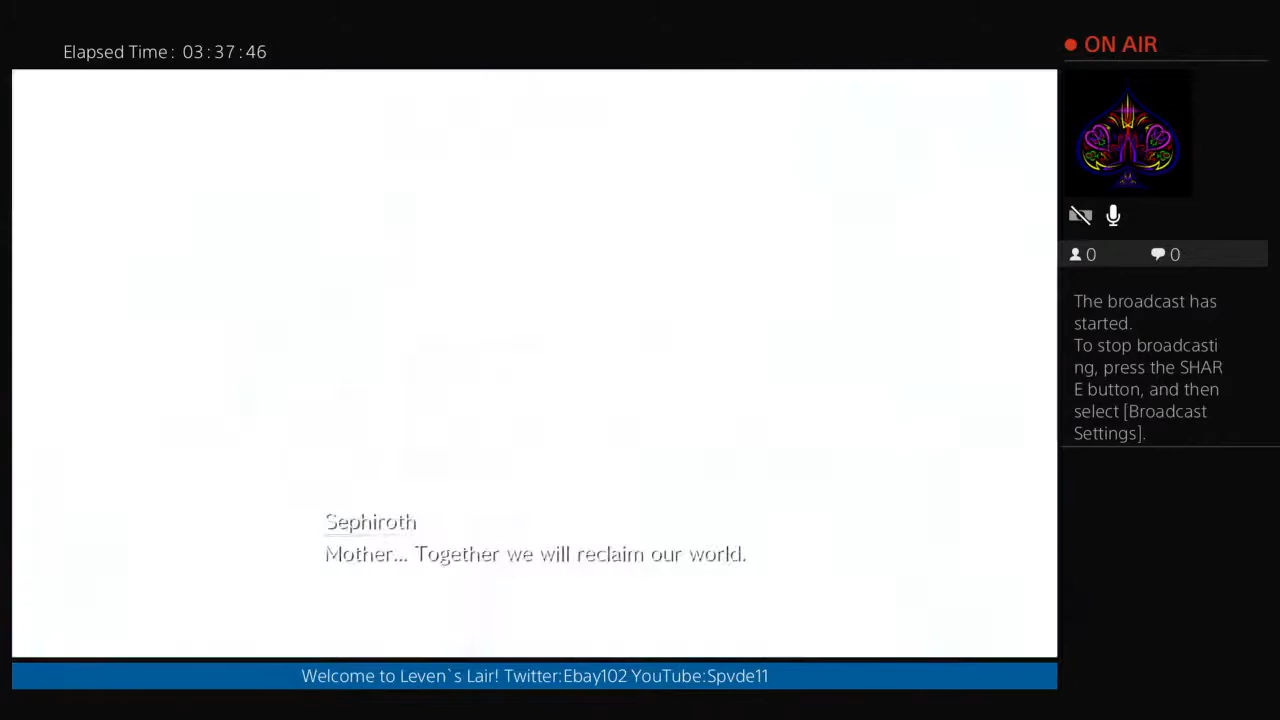 Elapsed Time: 03:37:46
ON AIR
0 0
The broadcast has
started.
To stop broadcasti
ng, press the SHAR
E button, and then
select [Broadcast
Settings].
Sephiroth
Mother... Together we will reclaim our world.
Welcome to Leven`s Lair! Twitter:Ebay102 YouTube:Spvde11